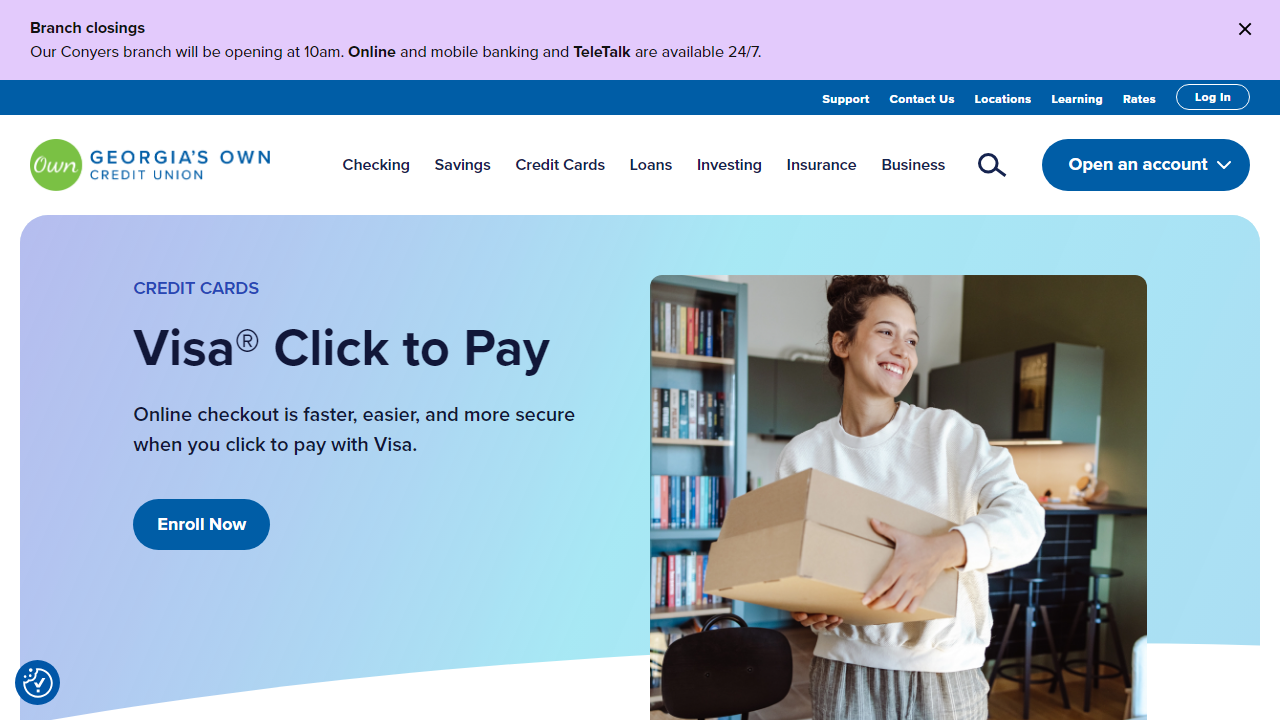 Branch closings
Our Conyers branch will be opening at 10am. Online and mobile banking and TeleTalk are available 24/7.
Support Contact Us Locations Learning Rates Log In
Own GEORGIA'S OWN
CREDIT UNION
Checking Savings Credit Cards Loans Investing Insurance Business Open an account
CREDIT CARDS
Visa® Click to Pay
Online checkout is faster, easier, and more secure
when you click to pay with Visa.
Enroll Now